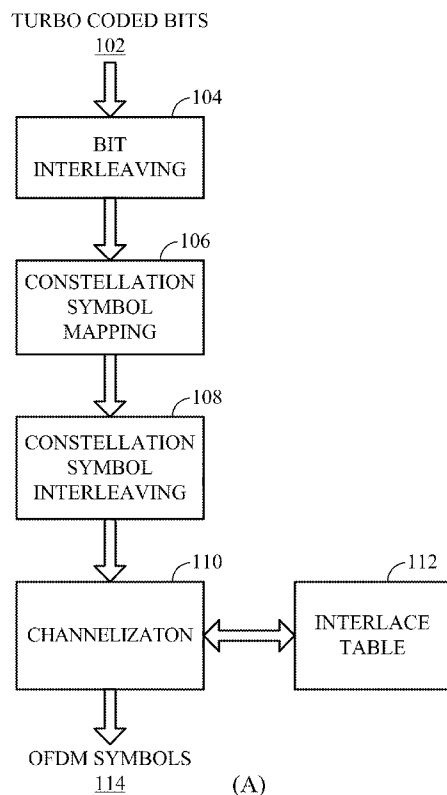 TURBO CODED BITS
102
104
BIT
INTERLEAVING
106
CONSTELLATION
SYMBOL
MAPPING
108
CONSTELLATION
SYMBOL
INTERLEAVING
110
CHANNELIZATON
112
INTERLACE
TABLE
OFDM SYMBOLS
114
(A)